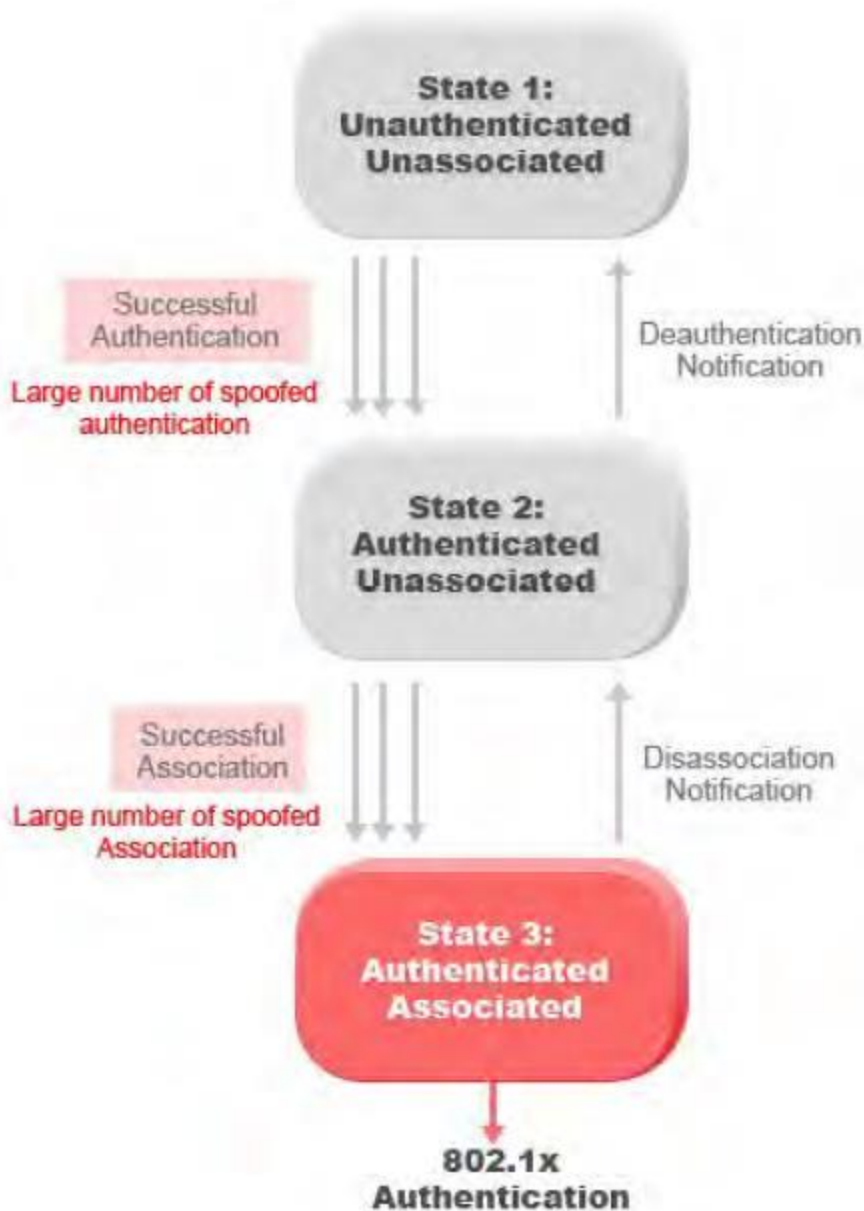 State 1:
Unauthenticated
Unassociated
Successful
Authentication
Large number of spoofed
authentication
Deauthentication
Notification
State 2:
Authenticated
Unassociated
Successful
Association
Large number of spoofed
Association
Disassociation
Notification
State 3:
Authenticated
Associated
802.1x
Authentication